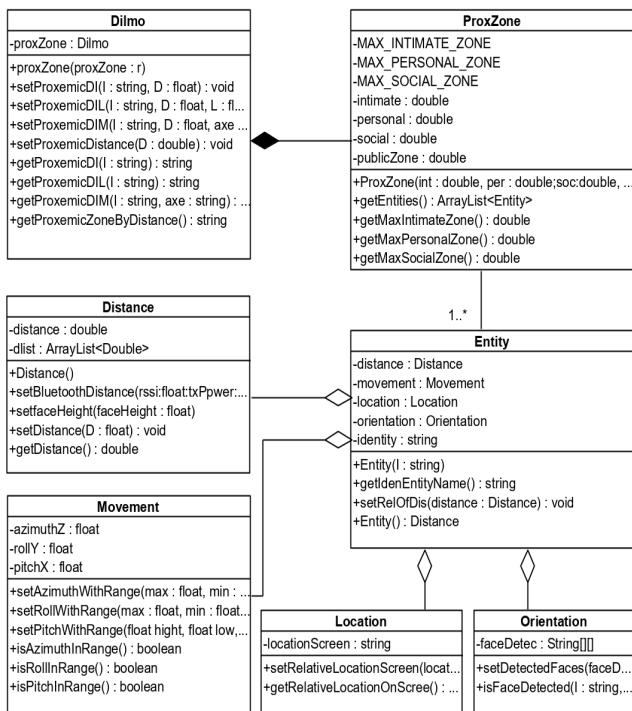 Dilmo
-proxZone : Dilmo
+proxZone(proxZone : r)
+setProxemicDI(I : string, D : float) : void
+setProxemicDIL(I : string, D : float, L : fl...
+setProxemicDIM(I : string, D : float, axe ...
+setProxemicDistance(D : double) : void
+getProxemicDI(I : string) : string
+getProxemicDIL(I : string) : string
+getProxemicDIM(I : string, axe : string) : ...
+getProxemicZoneByDistance() : string
ProxZone
-MAX_INTIMATE_ZONE
-MAX_PERSONAL_ZONE
-MAX_SOCIAL_ZONE
-intimate : double
-personal : double
-social : double
-publicZone : double
+ProxZone(int : double, per : double;soc:double, ...
+getEntities() : ArrayList<Entity>
+getMaxIntimateZone() : double
+getMaxPersonalZone() : double
+getMaxSocialZone() : double
1..*
Distance
-distance : double
-dlist : ArrayList<Double>
+Distance()
+setBluetoothDistance(rssi:float:txPpwer:...
+setfaceHeight(faceHeight : float)
+setDistance(D : float) : void
+getDistance() : double
Entity
-distance : Distance
-movement : Movement
-location : Location
-orientation : Orientation
-identity : string
+Entity(I : string)
+getIdenEntityName() : string
+setRelOfDis(distance : Distance) : void
+Entity() : Distance
Movement
-azimuthZ : float
-rollY : float
-pitchX : float
+setAzimuthWithRange(max : float, min : ...
+setRollWithRange(max : float, min : float...
+setPitchWithRange(float hight, float low,...
+isAzimuthInRange() : boolean
+isRollInRange() : boolean
+isPitchInRange() : boolean
Location
-locationScreen : string
+setRelativeLocationScreen(locat...
+getRelativeLocationOnScree() : ...
Orientation
-faceDetec : String[][]
+setDetectedFaces(faceD...
+isFaceDetected(I : string,...